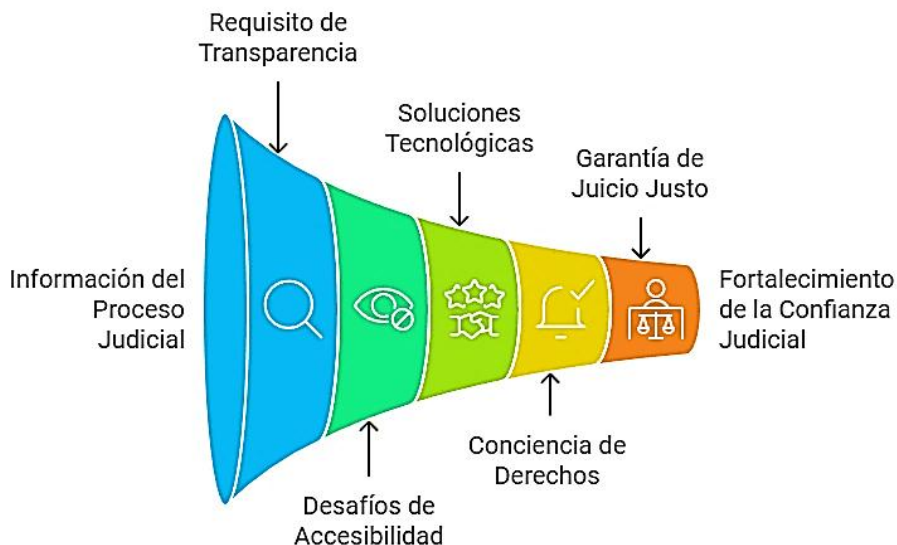 Requisito de
Transparencia
Soluciones
Tecnológicas
Garantía de
Juicio Justo
Información del
Proceso
Judicial
Fortalecimiento
de la Confianza
Judicial
Conciencia de
Derechos
Desafíos de
Accesibilidad